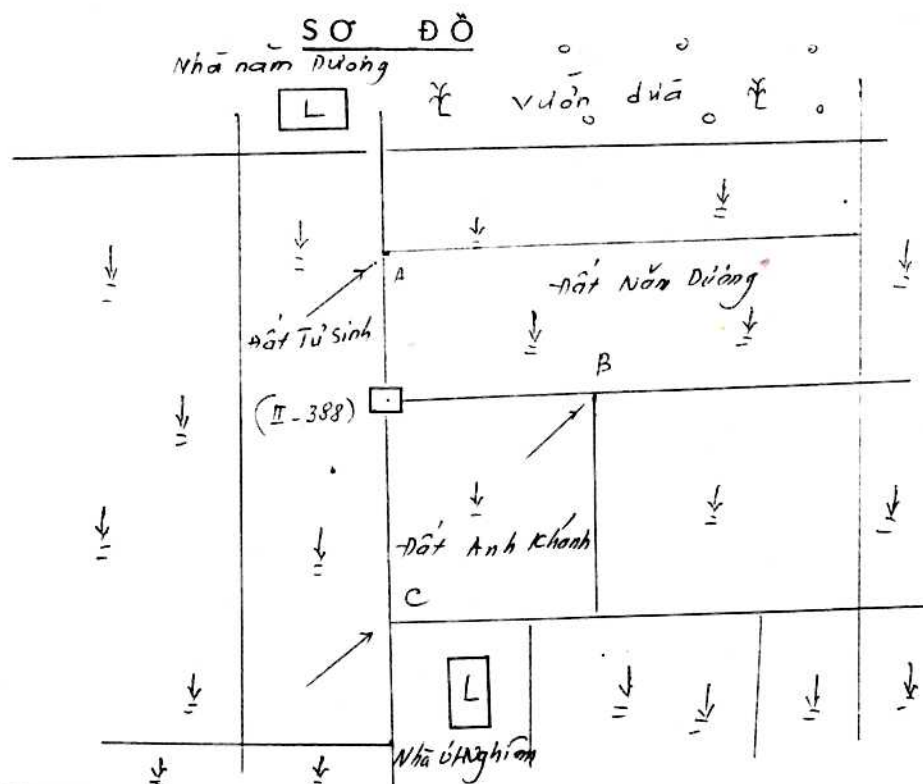 SƠ ĐỒ
Nhà năm Dương
L
vườn dừa
A
Đất Năm Dương
Đất Tư Sinh
B
(II-388)
Đất Anh Khánh
C
L
Nhà út Nghiêm